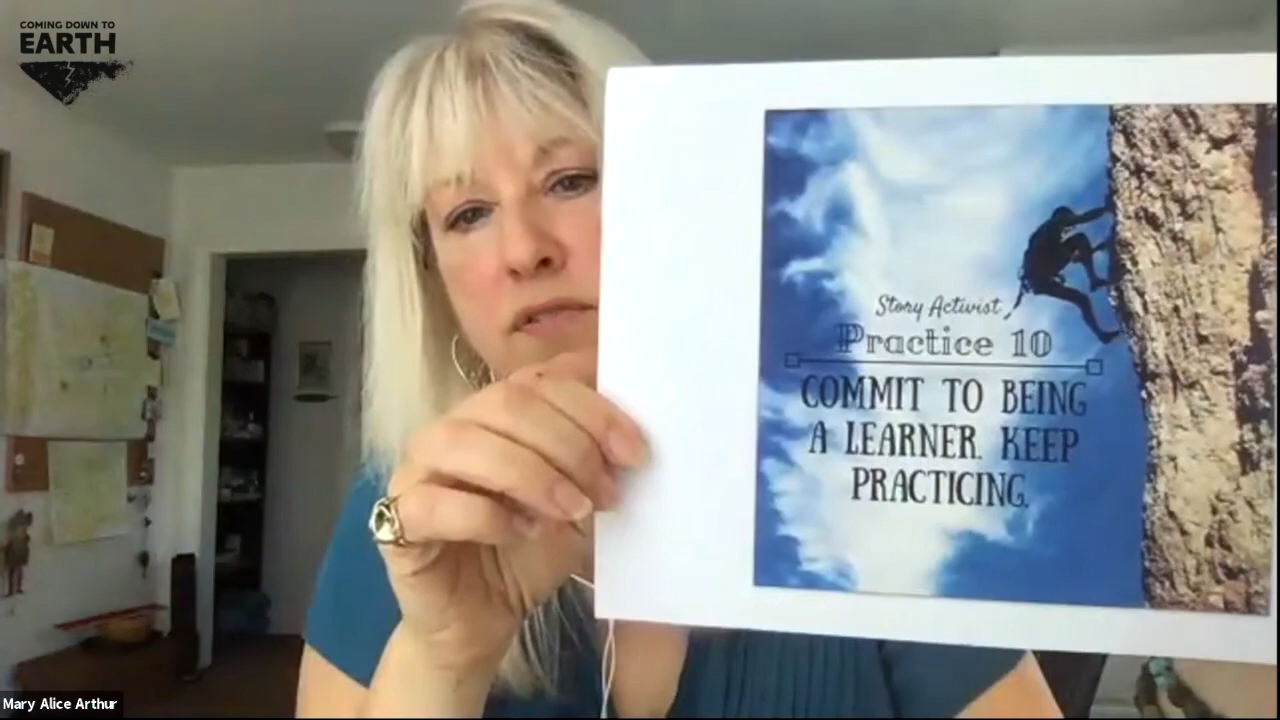 COMING DOWN TO
EARTH
Story Activist
Practice 10
COMMIT TO BEING
A LEARNER. KEEP
PRACTICING.
Mary Alice Arthur